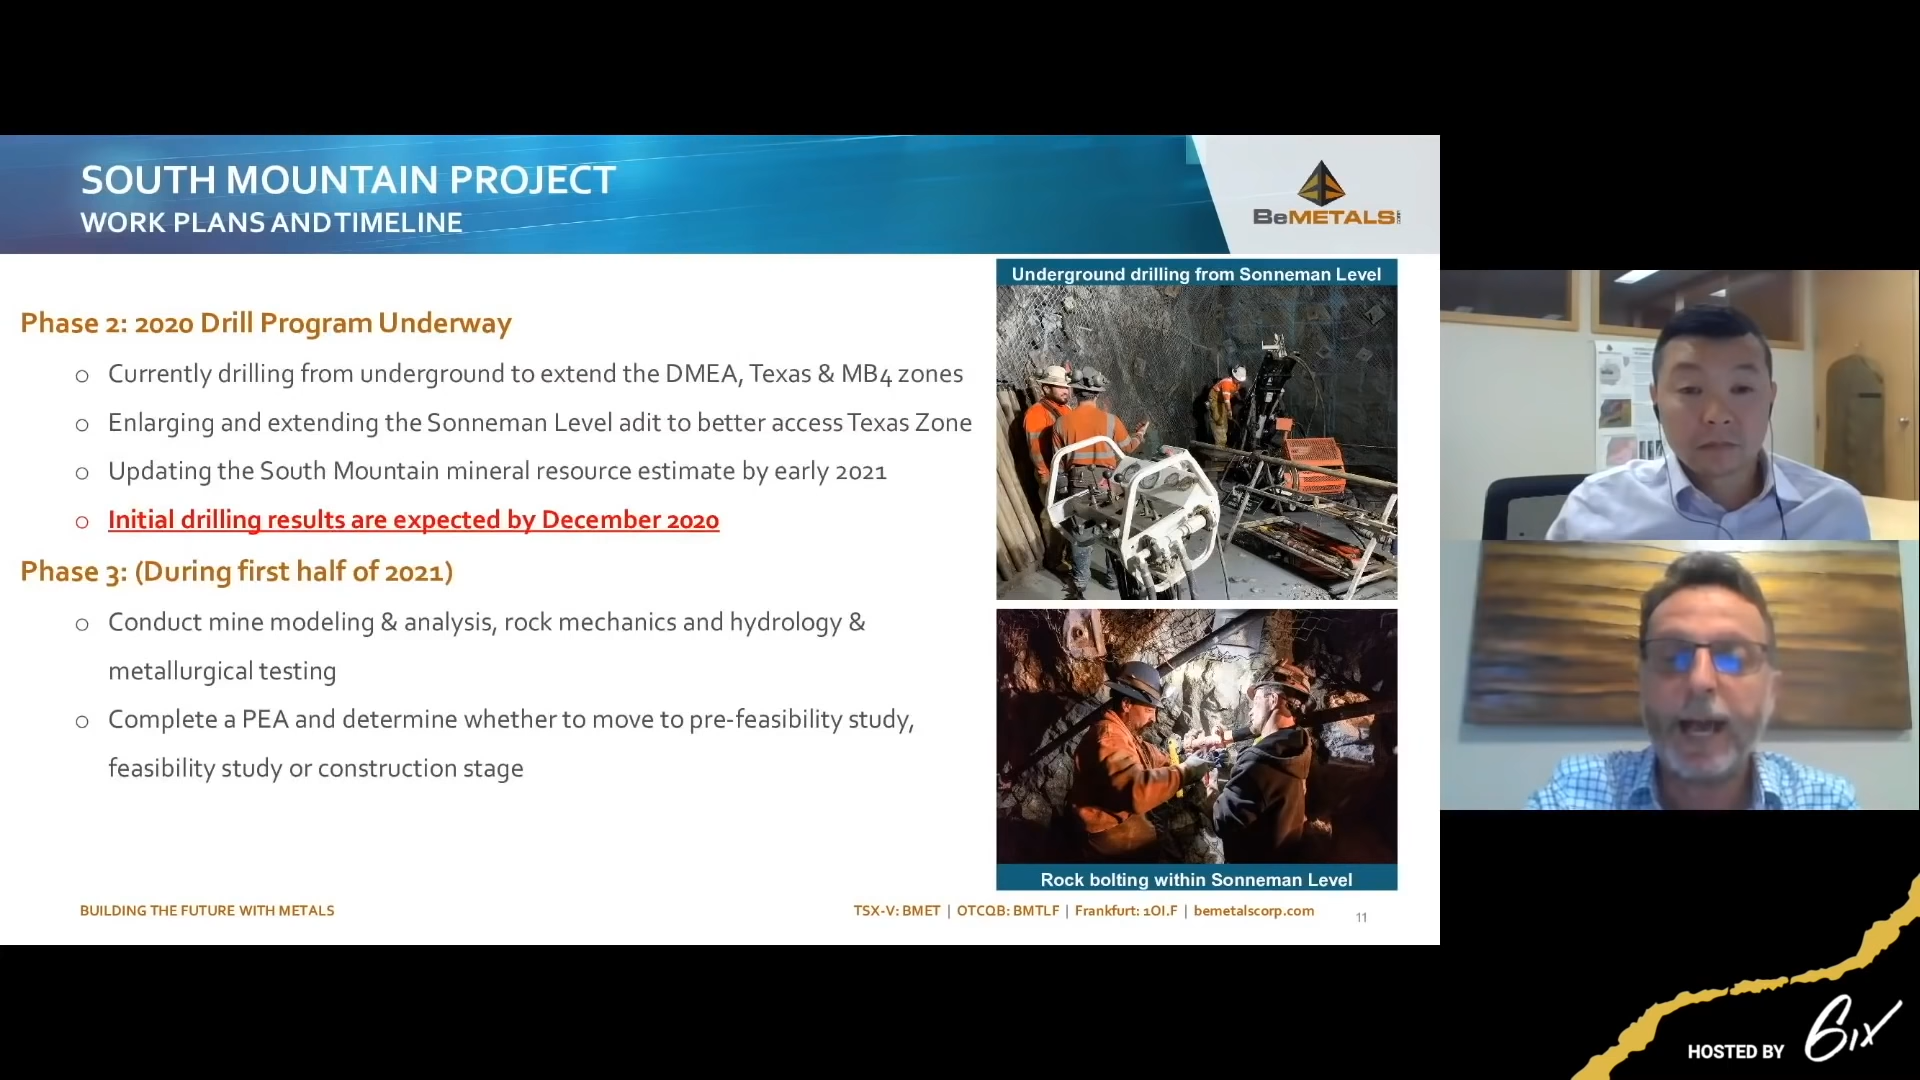 SOUTH MOUNTAIN PROJECT
WORK PLANS AND TIMELINE
BeMETALS CORP
Underground drilling from Sonneman Level
Phase 2: 2020 Drill Program Underway
Currently drilling from underground to extend the DMEA, Texas & MB4 zones
Enlarging and extending the Sonneman Level adit to better access Texas Zone
Updating the South Mountain mineral resource estimate by early 2021
Initial drilling results are expected by December 2020
Phase 3: (During first half of 2021)
Conduct mine modeling & analysis, rock mechanics and hydrology &
metallurgical testing
Complete a PEA and determine whether to move to pre-feasibility study,
feasibility study or construction stage
Rock bolting within Sonneman Level
BUILDING THE FUTURE WITH METALS
TSX-V: BMET | OTCQB: BMTLF | Frankfurt: 1OI.F | bemetalscorp.com
11
HOSTED BY 6ix